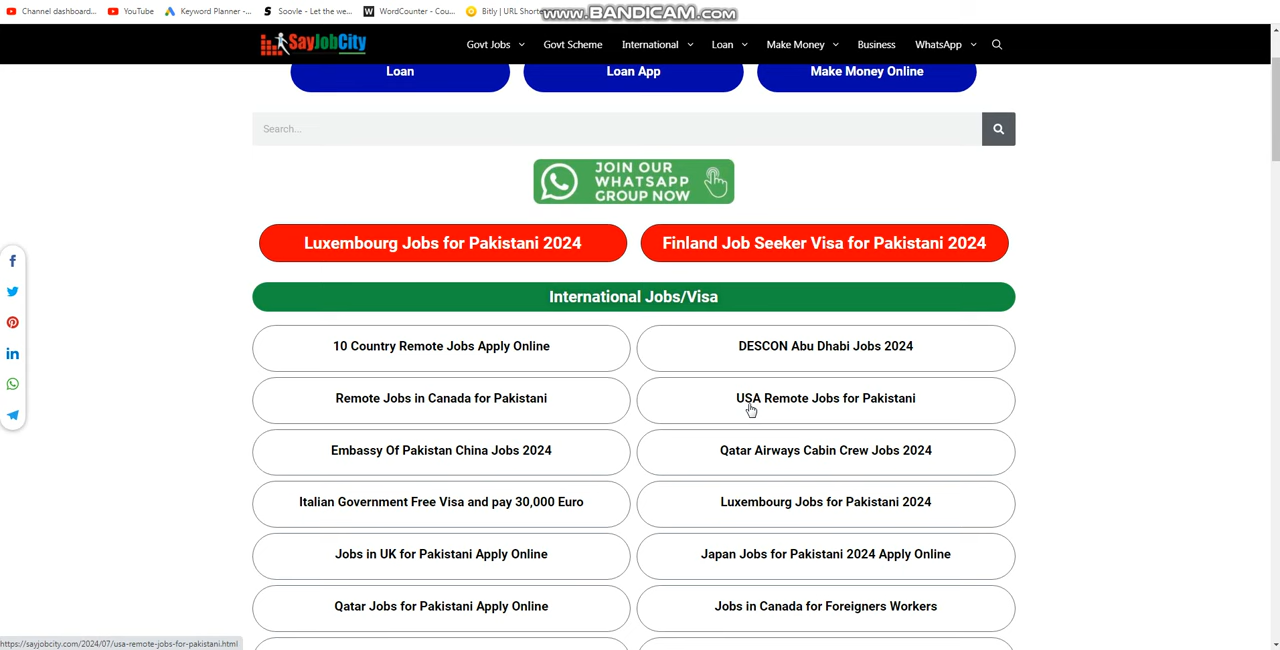 Channel dashboard... YouTube Keyword Planner -... Soovle - Let the we... WordCounter - Cou... Bitly | URL Shorte
www.BANDICAM.com
SayJobCity Govt Jobs Govt Scheme International Loan Make Money Business WhatsApp
Loan Loan App Make Money Online
Search...
JOIN OUR
WHATSAPP
GROUP NOW
Luxembourg Jobs for Pakistani 2024 Finland Job Seeker Visa for Pakistani 2024
International Jobs/Visa
10 Country Remote Jobs Apply Online DESCON Abu Dhabi Jobs 2024
Remote Jobs in Canada for Pakistani USA Remote Jobs for Pakistani
Embassy Of Pakistan China Jobs 2024 Qatar Airways Cabin Crew Jobs 2024
Italian Government Free Visa and pay 30,000 Euro Luxembourg Jobs for Pakistani 2024
Jobs in UK for Pakistani Apply Online Japan Jobs for Pakistani 2024 Apply Online
Qatar Jobs for Pakistani Apply Online Jobs in Canada for Foreigners Workers
https://sayjobcity.com/2024/07/usa-remote-jobs-for-pakistani.html